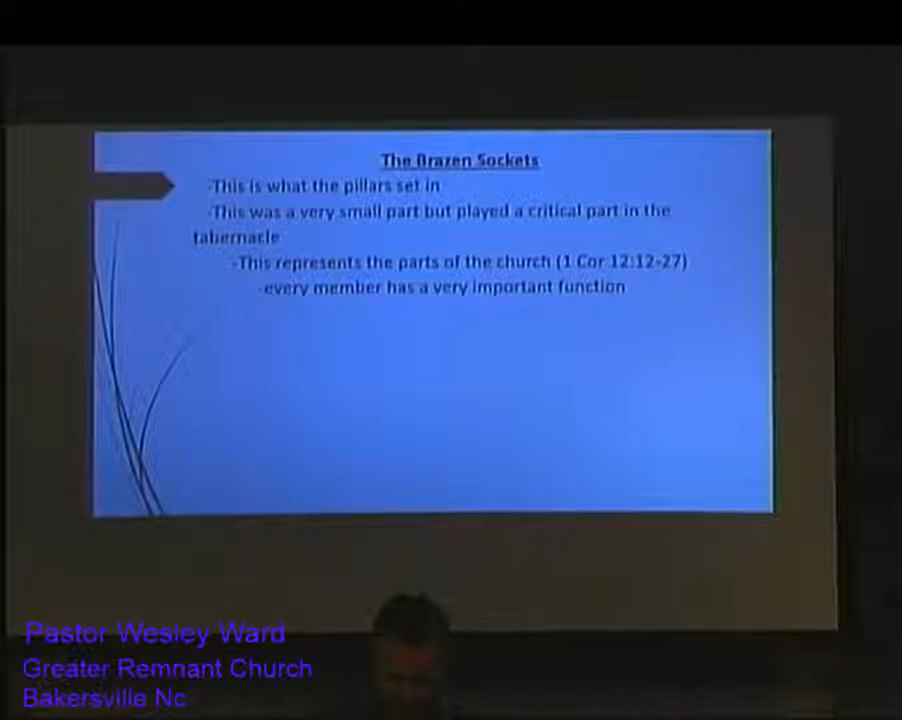 The Brazen Sockets
-This is what the pillars set in
-This was a very small part but played a critical part in the
tabernacle
-This represents the parts of the church (1 Cor 12:12-27)
-every member has a very important function
Pastor Wesley Ward
Greater Remnant Church
Bakersville Nc